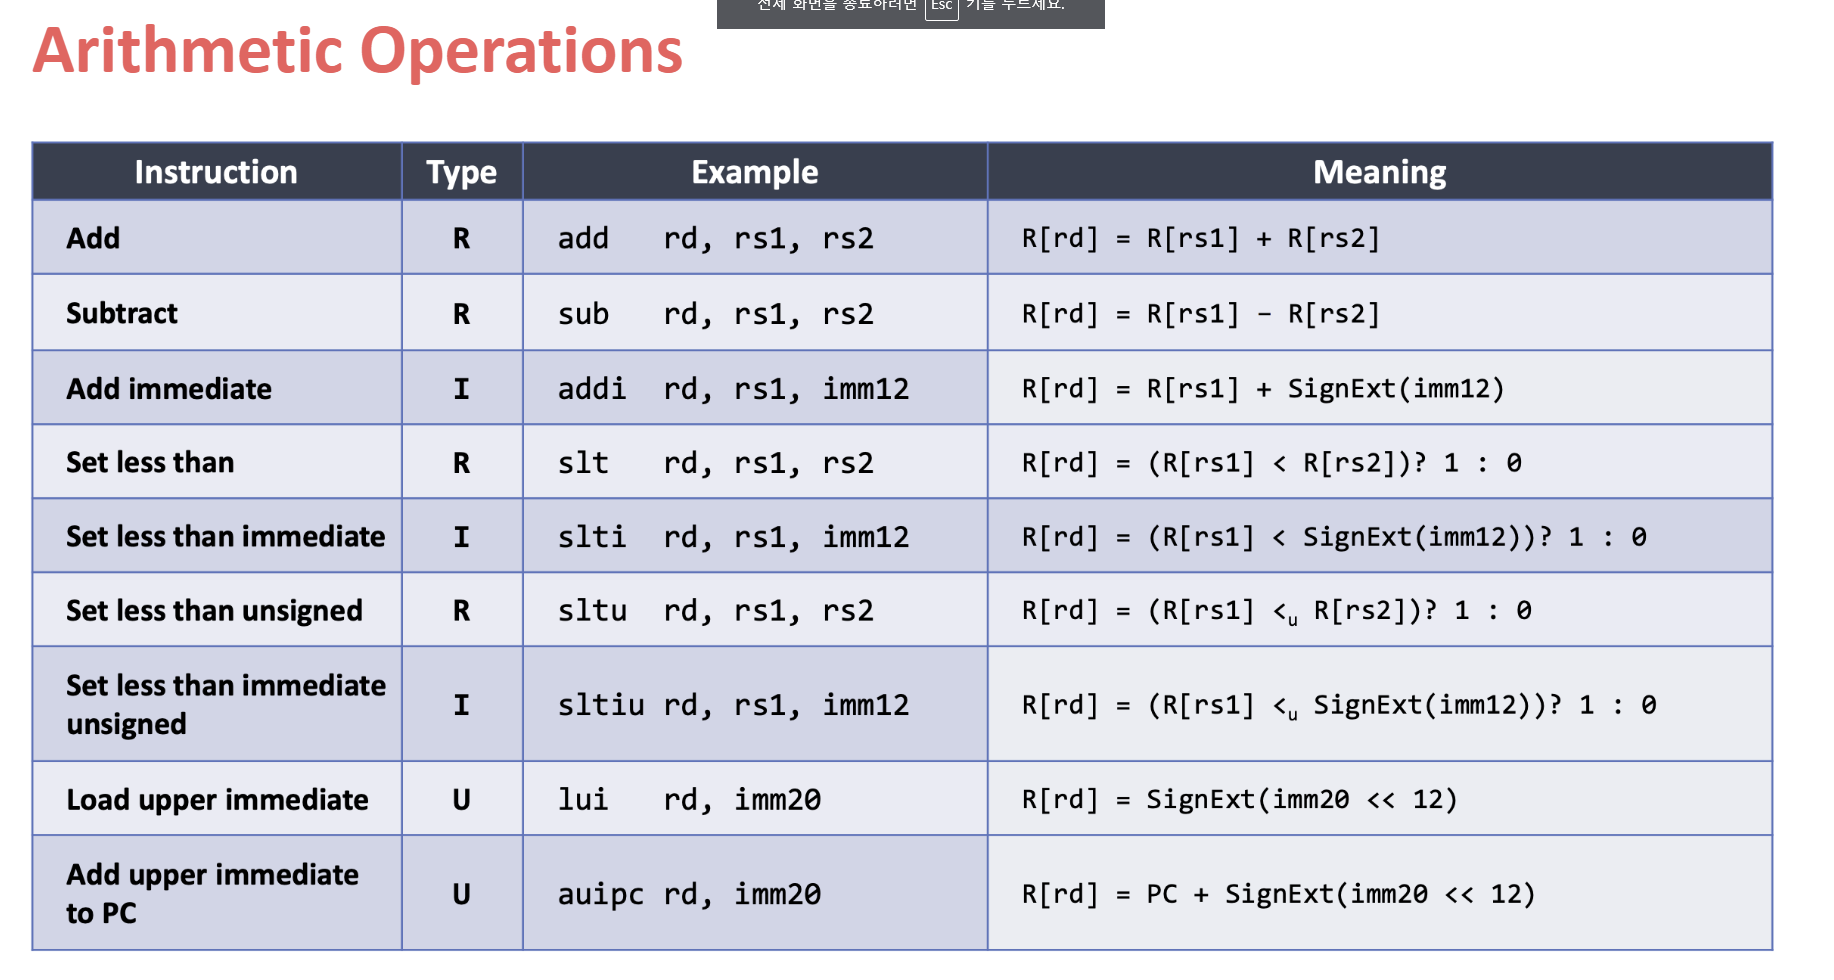 전체 화면을 종료하려면 Esc 키를 누르세요.
Arithmetic Operations
Instruction Type Example Meaning
Add R add rd, rs1, rs2 R[rd] = R[rs1] + R[rs2]
Subtract R sub rd, rs1, rs2 R[rd] = R[rs1] – R[rs2]
Add immediate I addi rd, rs1, imm12 R[rd] = R[rs1] + SignExt(imm12)
Set less than R slt rd, rs1, rs2 R[rd] = (R[rs1] < R[rs2])? 1 : 0
Set less than immediate I slti rd, rs1, imm12 R[rd] = (R[rs1] < SignExt(imm12))? 1 : 0
Set less than unsigned R sltu rd, rs1, rs2 R[rd] = (R[rs1] <u R[rs2])? 1 : 0
Set less than immediate
unsigned I sltiu rd, rs1, imm12 R[rd] = (R[rs1] <u SignExt(imm12))? 1 : 0
Load upper immediate U lui rd, imm20 R[rd] = SignExt(imm20 << 12)
Add upper immediate
to PC U auipc rd, imm20 R[rd] = PC + SignExt(imm20 << 12)